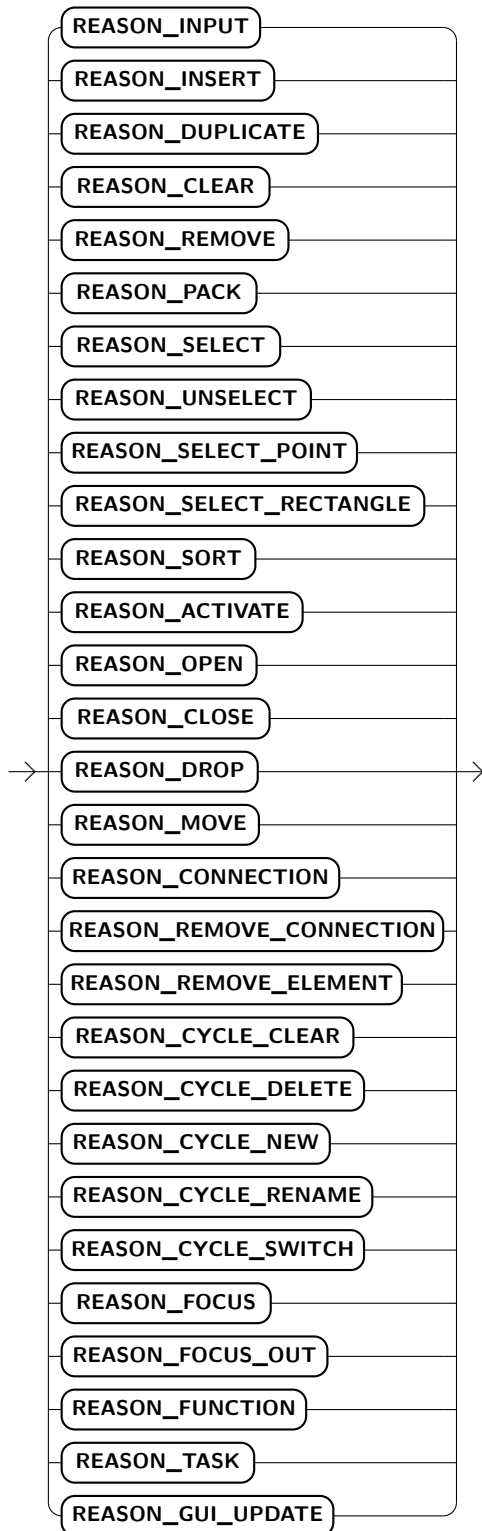 REASON_INPUT
REASON_INSERT
REASON_DUPLICATE
REASON_CLEAR
REASON_REMOVE
REASON_PACK
REASON_SELECT
REASON_UNSELECT
REASON_SELECT_POINT
REASON_SELECT_RECTANGLE
REASON_SORT
REASON_ACTIVATE
REASON_OPEN
REASON_CLOSE
REASON_DROP
REASON_MOVE
REASON_CONNECTION
REASON_REMOVE_CONNECTION
REASON_REMOVE_ELEMENT
REASON_CYCLE_CLEAR
REASON_CYCLE_DELETE
REASON_CYCLE_NEW
REASON_CYCLE_RENAME
REASON_CYCLE_SWITCH
REASON_FOCUS
REASON_FOCUS_OUT
REASON_FUNCTION
REASON_TASK
REASON_GUI_UPDATE